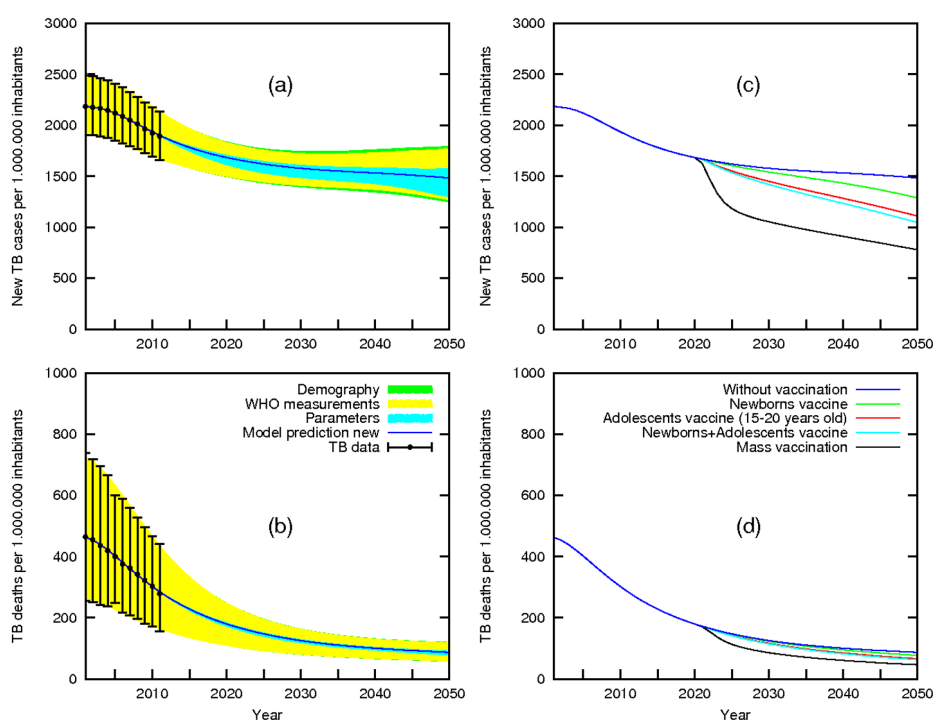 New TB cases per 1.000.000 inhabitants
3000
2500
2000
1500
1000
500
0
(a)
2010 2020 2030 2040 2050
New TB cases per 1.000.000 inhabitants
3000
2500
2000
1500
1000
500
0
(c)
2010 2020 2030 2040 2050
TB deaths per 1.000.000 inhabitants
1000
800
600
400
200
0
Demography
WHO measurements
Parameters
Model prediction new
TB data
(b)
2010 2020 2030 2040 2050
Year
TB deaths per 1.000.000 inhabitants
1000
800
600
400
200
0
Without vaccination
Newborns vaccine
Adolescents vaccine (15-20 years old)
Newborns+Adolescents vaccine
Mass vaccination
(d)
2010 2020 2030 2040 2050
Year